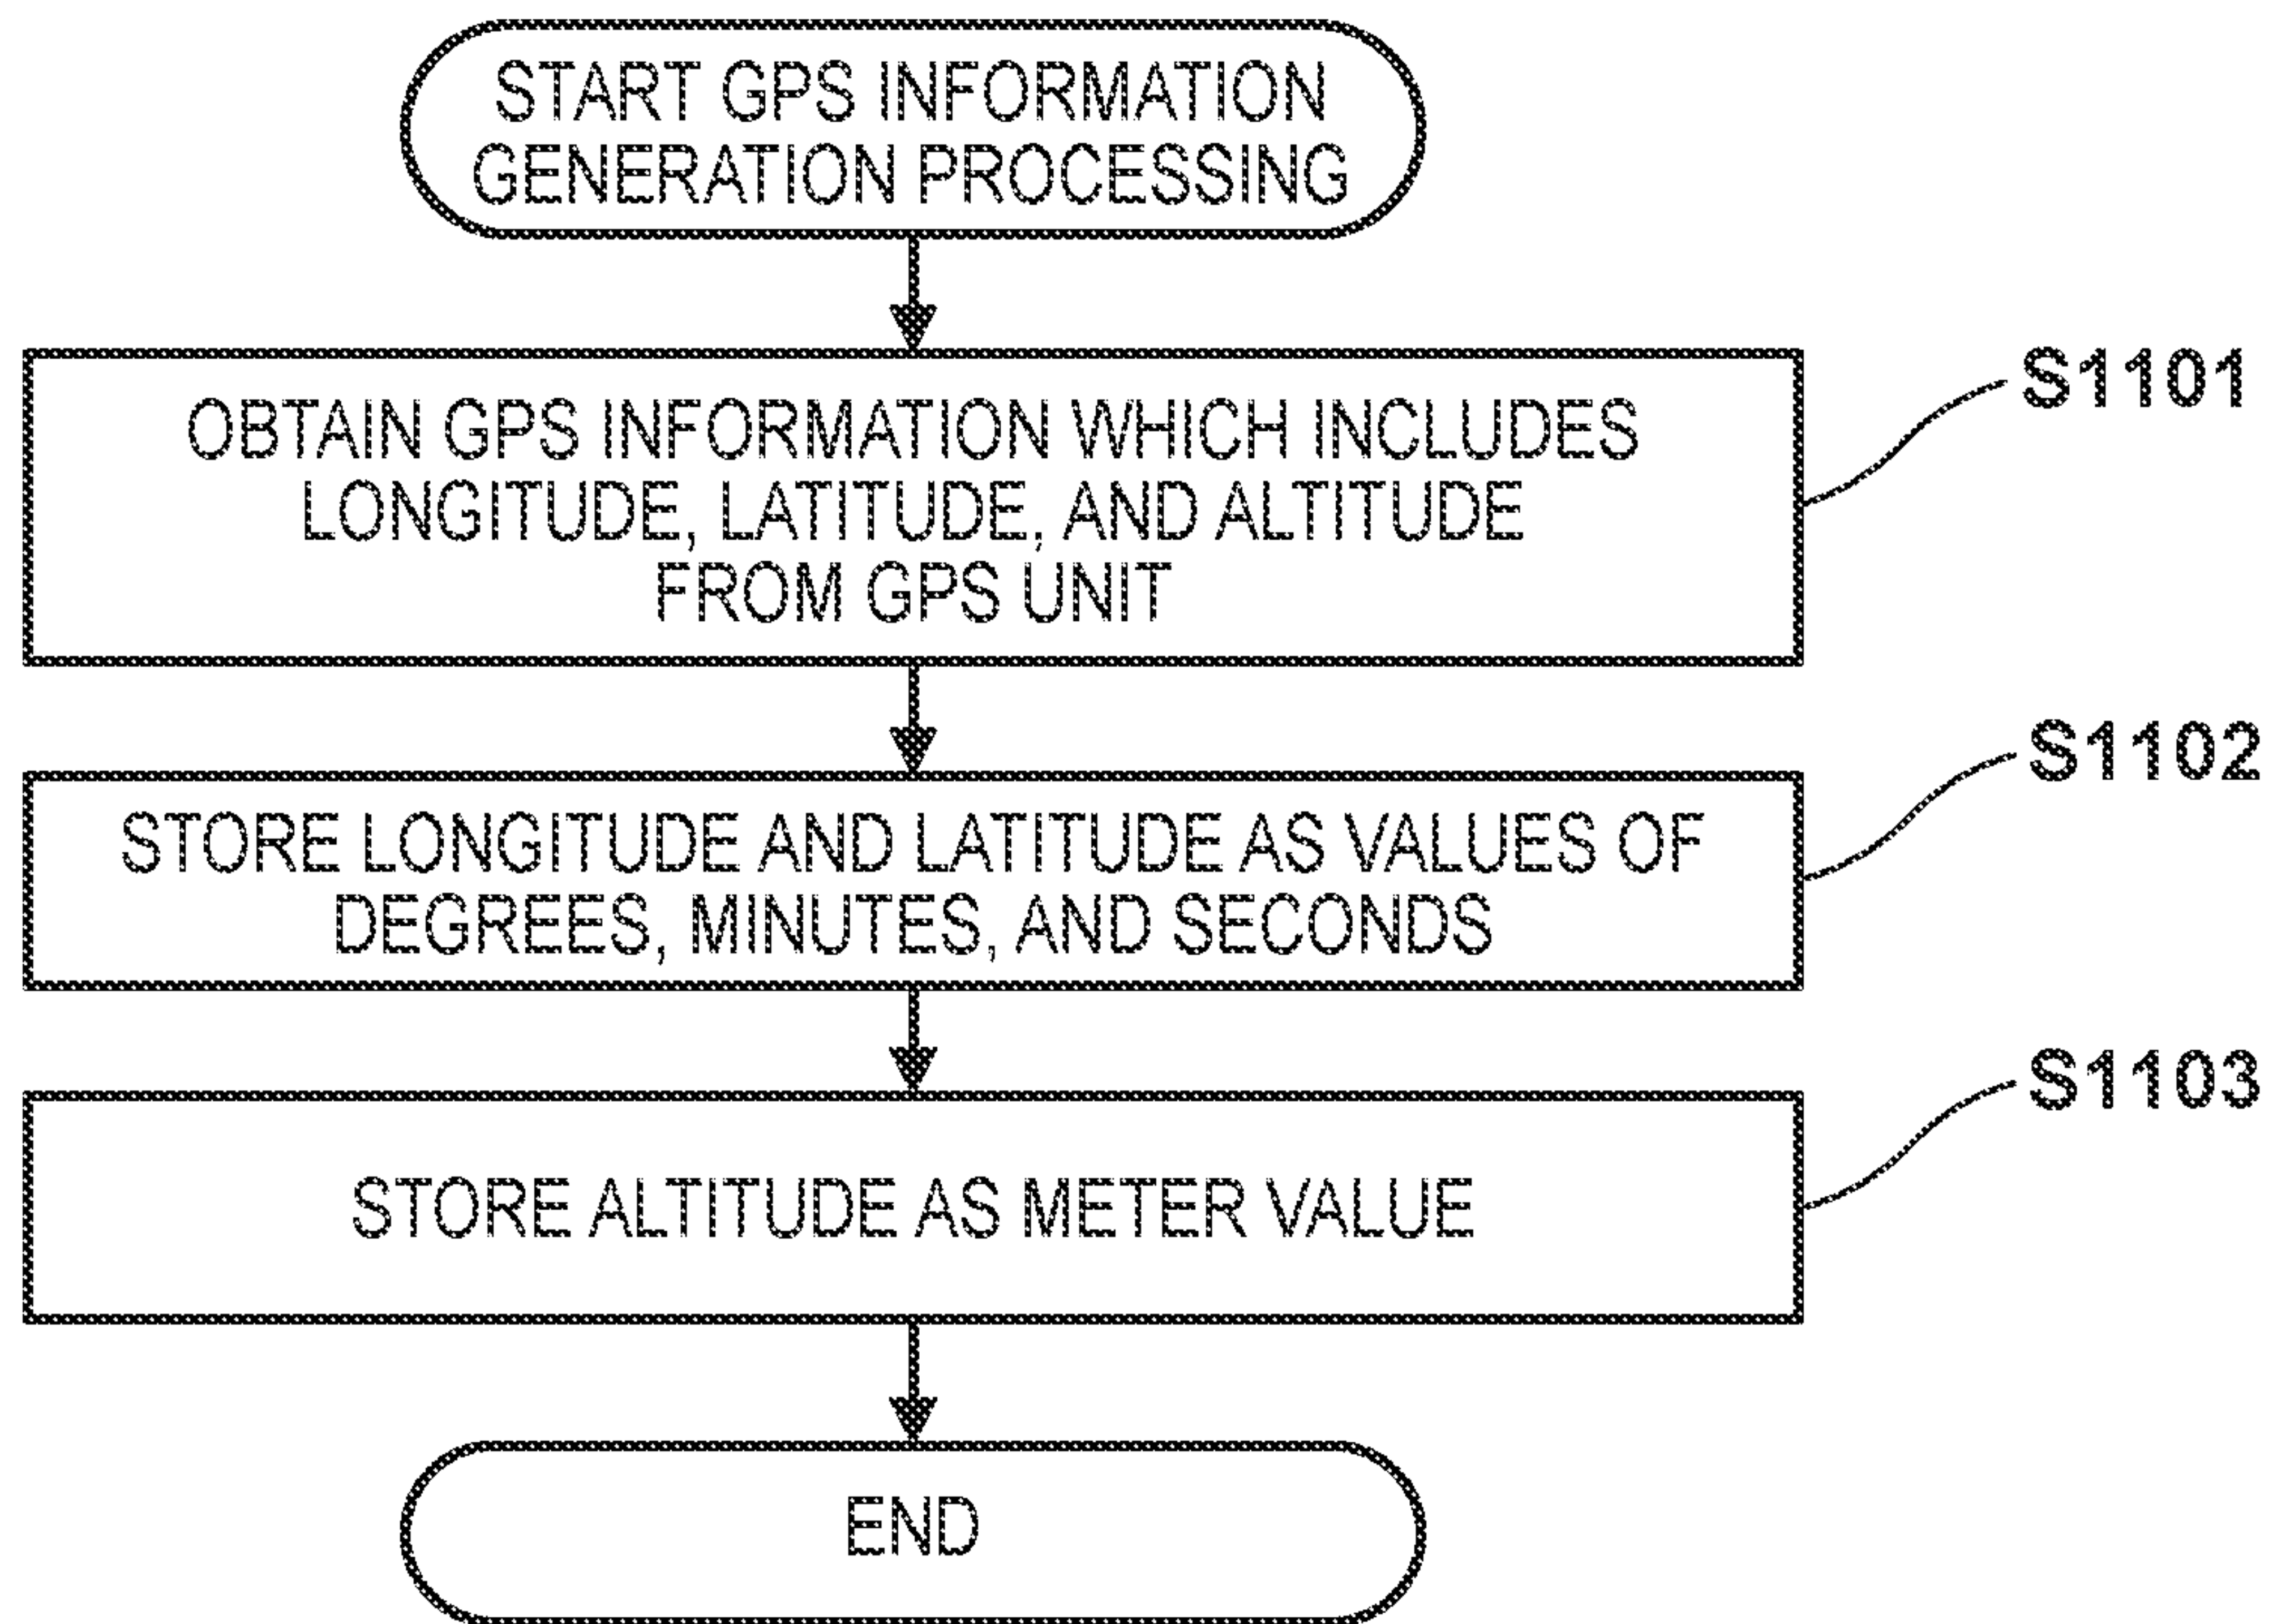 START GPS INFORMATION
GENERATION PROCESSING
OBTAIN GPS INFORMATION WHICH INCLUDES
LONGITUDE, LATITUDE, AND ALTITUDE
FROM GPS UNIT
S1101
STORE LONGITUDE AND LATITUDE AS VALUES OF
DEGREES, MINUTES, AND SECONDS
S1102
STORE ALTITUDE AS METER VALUE
S1103
END